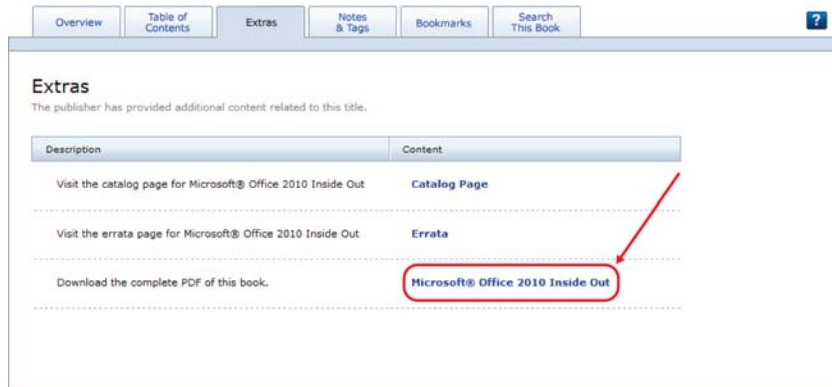 Overview
Table of
Contents
Extras
Notes
& Tags
Bookmarks
Search
This Book
?
Extras
The publisher has provided additional content related to this title.
Description Content
Visit the catalog page for Microsoft® Office 2010 Inside Out Catalog Page
Visit the errata page for Microsoft® Office 2010 Inside Out Errata
Download the complete PDF of this book. Microsoft® Office 2010 Inside Out